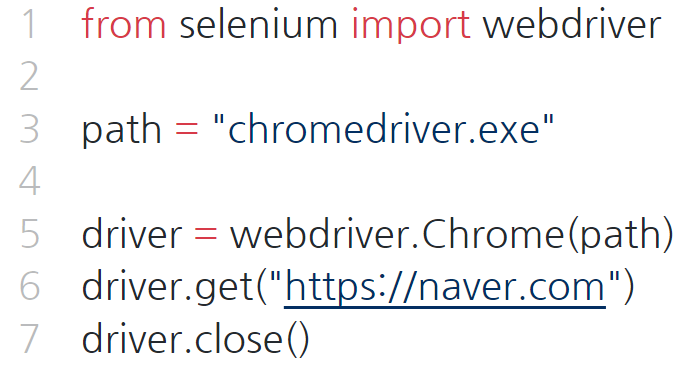 1 from selenium import webdriver
2
3 path = "chromedriver.exe"
4
5 driver = webdriver.Chrome(path)
6 driver.get("https://naver.com")
7 driver.close()